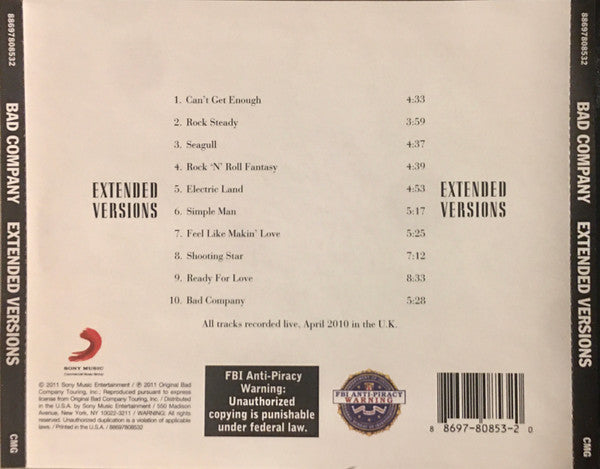 88697808532
BAD COMPANY EXTENDED VERSIONS
CMG
1. Can't Get Enough 4:33
2. Rock Steady 3:59
3. Seagull 4:37
4. Rock 'N' Roll Fantasy 4:39
5. Electric Land 4:53
6. Simple Man 5:17
7. Feel Like Makin' Love 5:25
8. Shooting Star 7:12
9. Ready For Love 8:33
10. Bad Company 5:28
EXTENDED
VERSIONS
EXTENDED
VERSIONS
All tracks recorded live, April 2010 in the U.K.
SONY MUSIC
Commercial Music Group
© 2011 Sony Music Entertainment / ℗ 2011 Original Bad
Company Touring, Inc.. Reproduced pursuant to express
license from Original Bad Company Touring, Inc. / Distributed
in the U.S.A. by Sony Music Entertainment / 550 Madison
Avenue, New York, NY 10022-3211 / WARNING: All rights
reserved. Unauthorized duplication is a violation of applicable
laws. / Printed in the U.S.A. / 88697808532
FBI Anti-Piracy
Warning:
Unauthorized
copying is punishable
under federal law.
FBI ANTI-PIRACY
WARNING
8 8697-80853-2 0
88697808532
BAD COMPANY EXTENDED VERSIONS
CMG